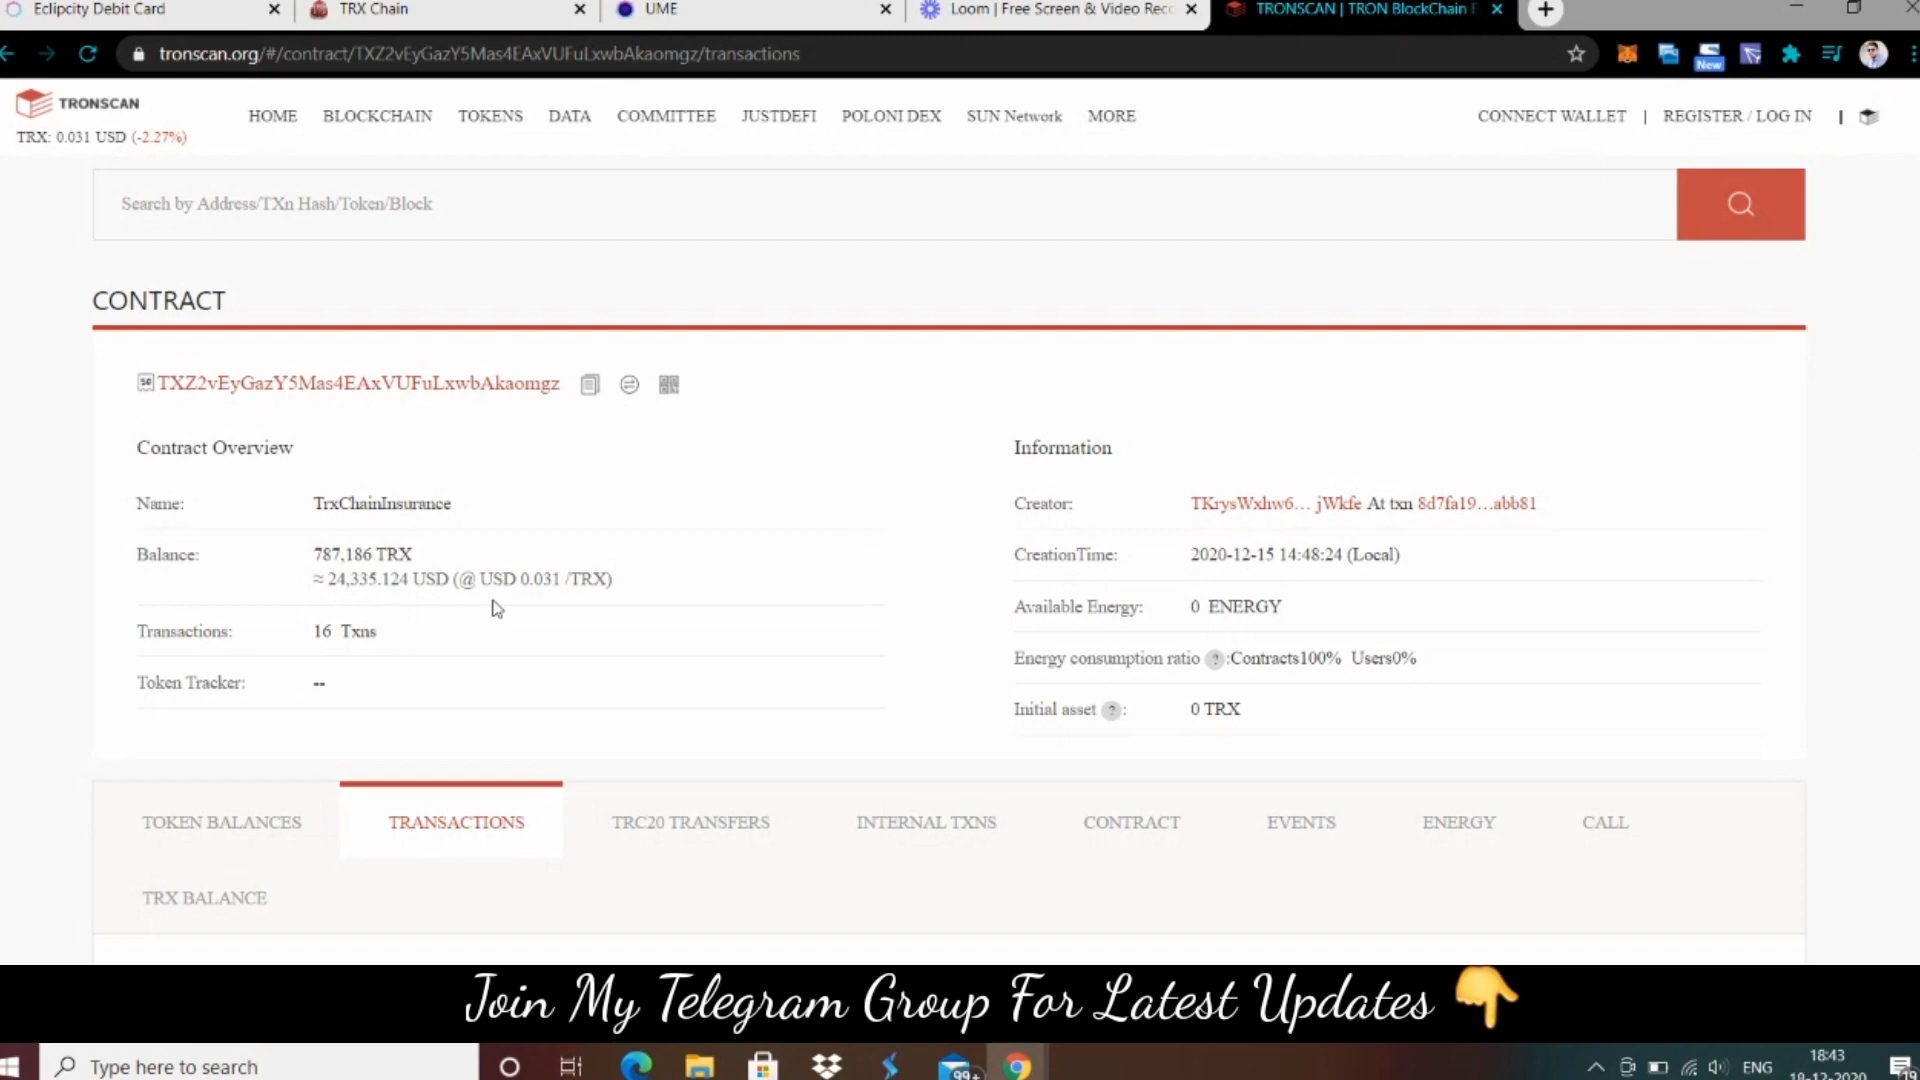 Eclipcity Debit Card
TRX Chain
UME
Loom | Free Screen & Video Rec
TRONSCAN | TRON BlockChain E
tronscan.org/#/contract/TXZ2vEyGazY5Mas4EAxVUFuLxwbAkaomgz/transactions
New
TRONSCAN
TRX: 0.031 USD (-2.27%)
HOME BLOCKCHAIN TOKENS DATA COMMITTEE JUSTDEFI POLONI DEX SUN Network MORE
CONNECT WALLET | REGISTER / LOG IN |
Search by Address/TXn Hash/Token/Block
CONTRACT
TXZ2vEyGazY5Mas4EAxVUFuLxwbAkaomgz
Contract Overview
Name: TrxChainInsurance
Balance: 787,186 TRX
≈ 24,335.124 USD (@ USD 0.031 /TRX)
Transactions: 16 Txns
Token Tracker: --
Information
Creator: TKrysWxhw6... jWkfe At txn 8d7fa19...abb81
CreationTime: 2020-12-15 14:48:24 (Local)
Available Energy: 0 ENERGY
Energy consumption ratio ? :Contracts100% Users0%
Initial asset ? : 0 TRX
TOKEN BALANCES TRANSACTIONS TRC20 TRANSFERS INTERNAL TXNS CONTRACT EVENTS ENERGY CALL
TRX BALANCE
Join My Telegram Group For Latest Updates 👇
Type here to search
99+
ENG
18:43
18-12-2020
19